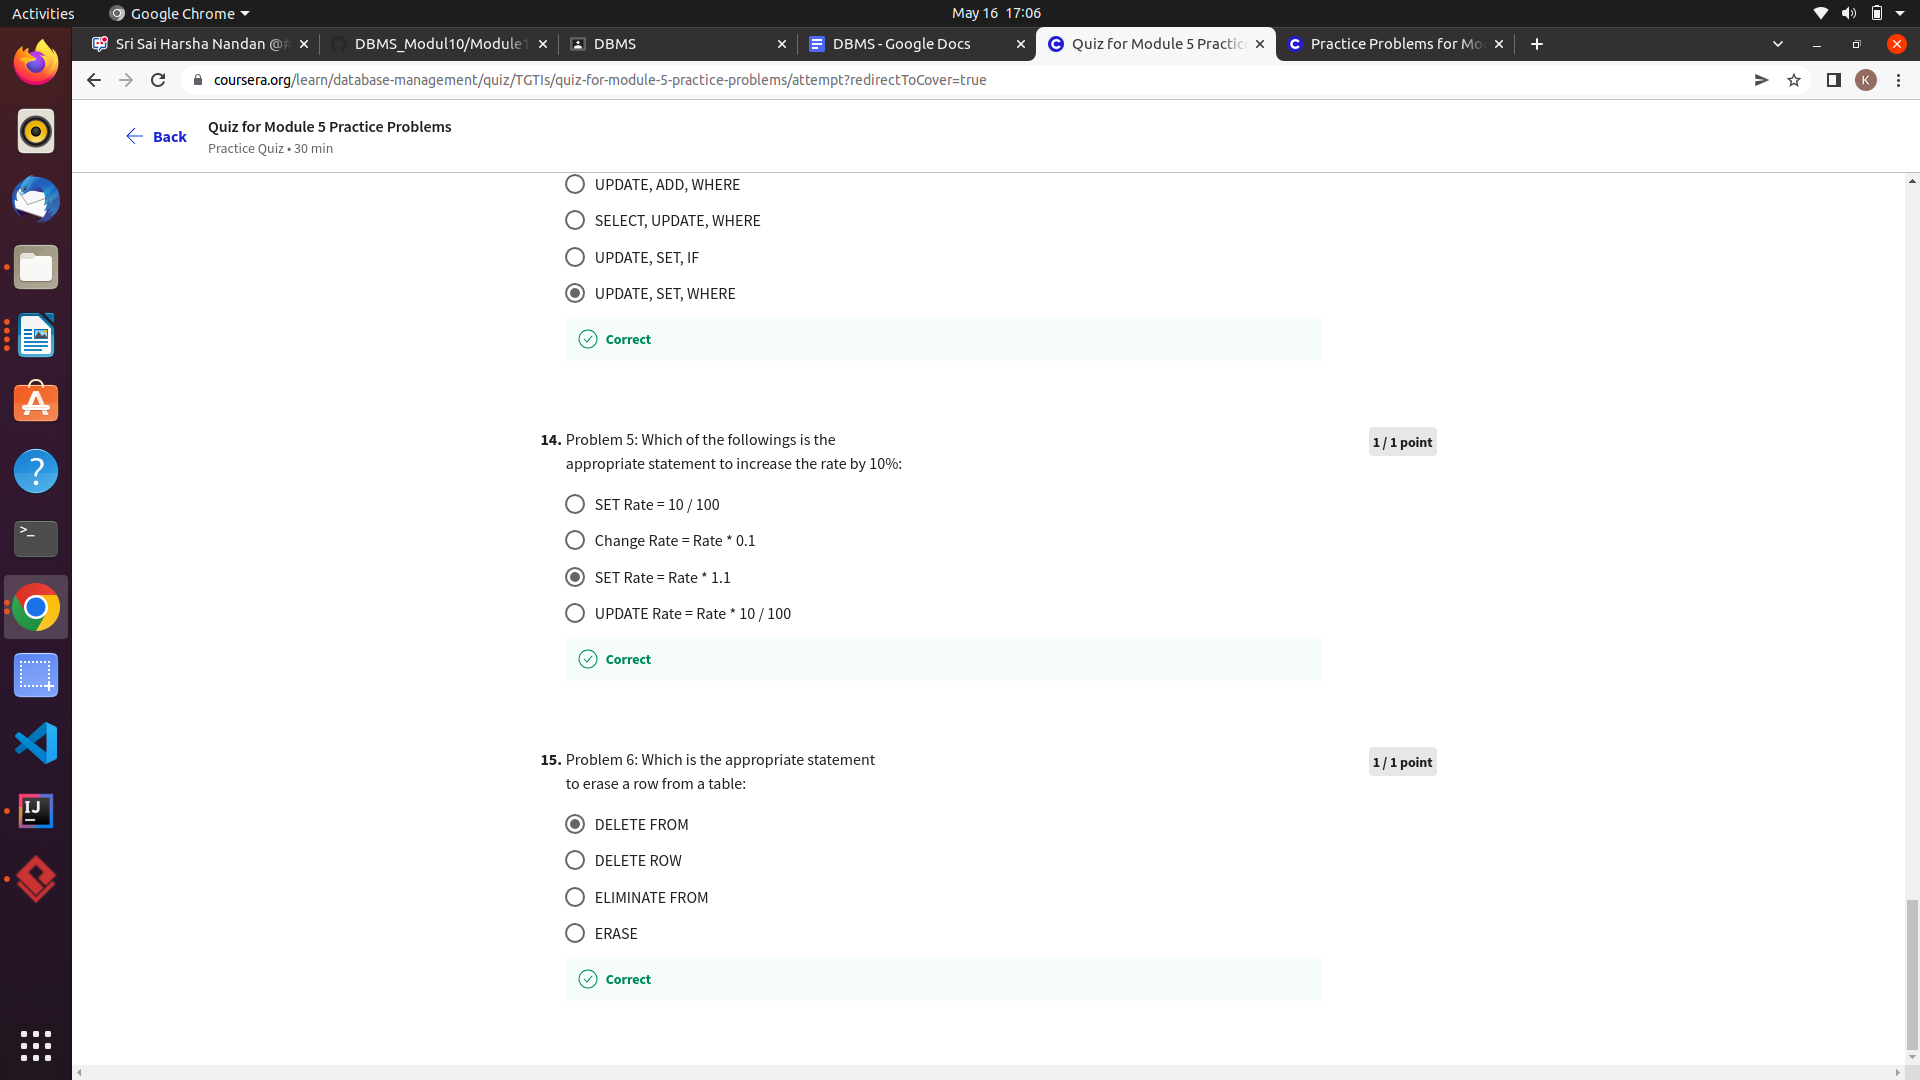 Activities
Google Chrome
May 16 17:06
Sri Sai Harsha Nandan @
DBMS_Modul10/Module1
DBMS
DBMS - Google Docs
Quiz for Module 5 Practic
Practice Problems for Mo
coursera.org/learn/database-management/quiz/TGTIs/quiz-for-module-5-practice-problems/attempt?redirectToCover=true
K
Back
Quiz for Module 5 Practice Problems
Practice Quiz • 30 min
UPDATE, ADD, WHERE
SELECT, UPDATE, WHERE
UPDATE, SET, IF
UPDATE, SET, WHERE
Correct
14. Problem 5: Which of the followings is the
appropriate statement to increase the rate by 10%:
1 / 1 point
SET Rate = 10 / 100
Change Rate = Rate * 0.1
SET Rate = Rate * 1.1
UPDATE Rate = Rate * 10 / 100
Correct
15. Problem 6: Which is the appropriate statement
to erase a row from a table:
1 / 1 point
DELETE FROM
DELETE ROW
ELIMINATE FROM
ERASE
Correct